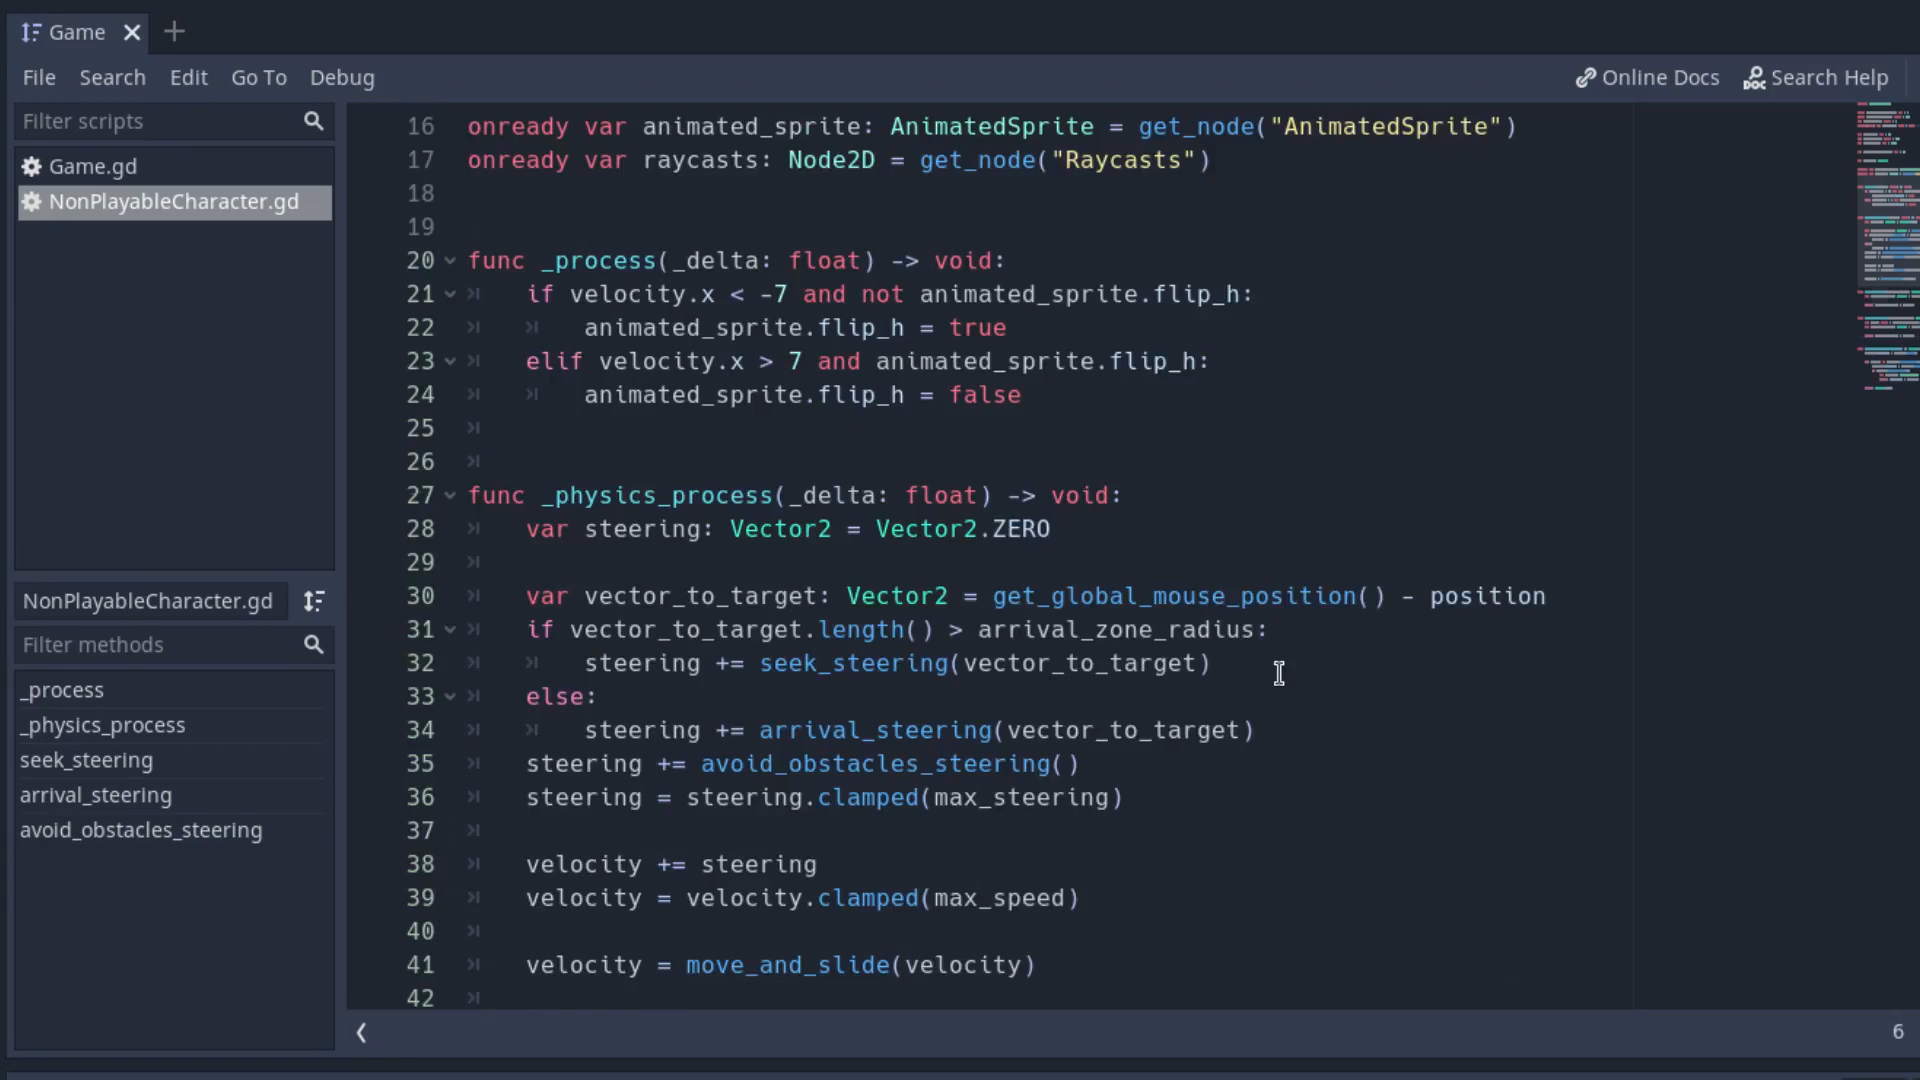 Game
File Search Edit Go To Debug
Online Docs Search Help
Filter scripts
Game.gd
NonPlayableCharacter.gd
NonPlayableCharacter.gd
Filter methods
_process
_physics_process
seek_steering
arrival_steering
avoid_obstacles_steering
16 onready var animated_sprite: AnimatedSprite = get_node("AnimatedSprite")
17 onready var raycasts: Node2D = get_node("Raycasts")
18
19
20 func _process(_delta: float) -> void:
21 if velocity.x < -7 and not animated_sprite.flip_h:
22 animated_sprite.flip_h = true
23 elif velocity.x > 7 and animated_sprite.flip_h:
24 animated_sprite.flip_h = false
25
26
27 func _physics_process(_delta: float) -> void:
28 var steering: Vector2 = Vector2.ZERO
29
30 var vector_to_target: Vector2 = get_global_mouse_position() - position
31 if vector_to_target.length() > arrival_zone_radius:
32 steering += seek_steering(vector_to_target)
33 else:
34 steering += arrival_steering(vector_to_target)
35 steering += avoid_obstacles_steering()
36 steering = steering.clamped(max_steering)
37
38 velocity += steering
39 velocity = velocity.clamped(max_speed)
40
41 velocity = move_and_slide(velocity)
42
6